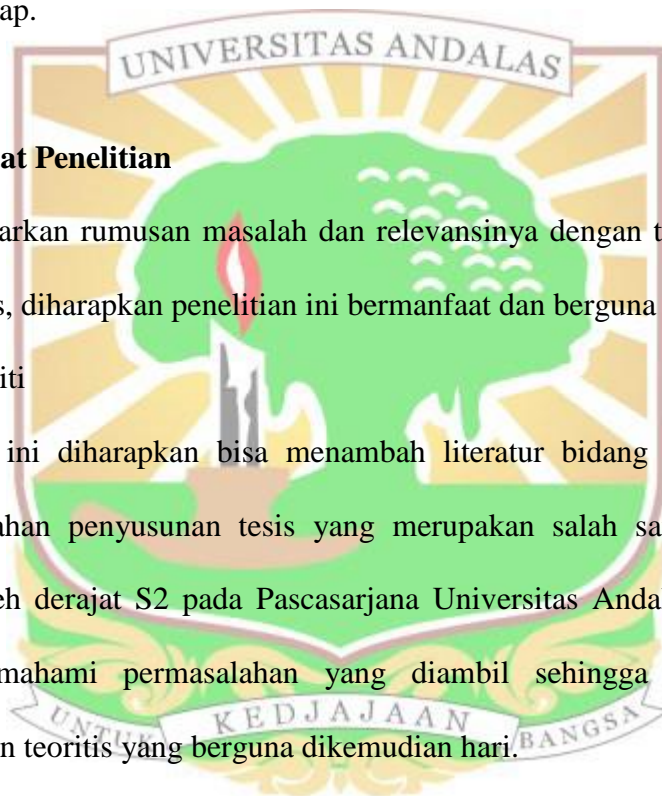 ap.
UNIVERSITAS ANDALAS
at Penelitian
arkan rumusan masalah dan relevansinya dengan t
s, diharapkan penelitian ini bermanfaat dan berguna
iti
ini diharapkan bisa menambah literatur bidang
ahan penyusunan tesis yang merupakan salah sa
eh derajat S2 pada Pascasarjana Universitas Anda
mahami permasalahan yang diambil sehingga
UNTUK KEDJAJAAN BANGSA
n teoritis yang berguna dikemudian hari.